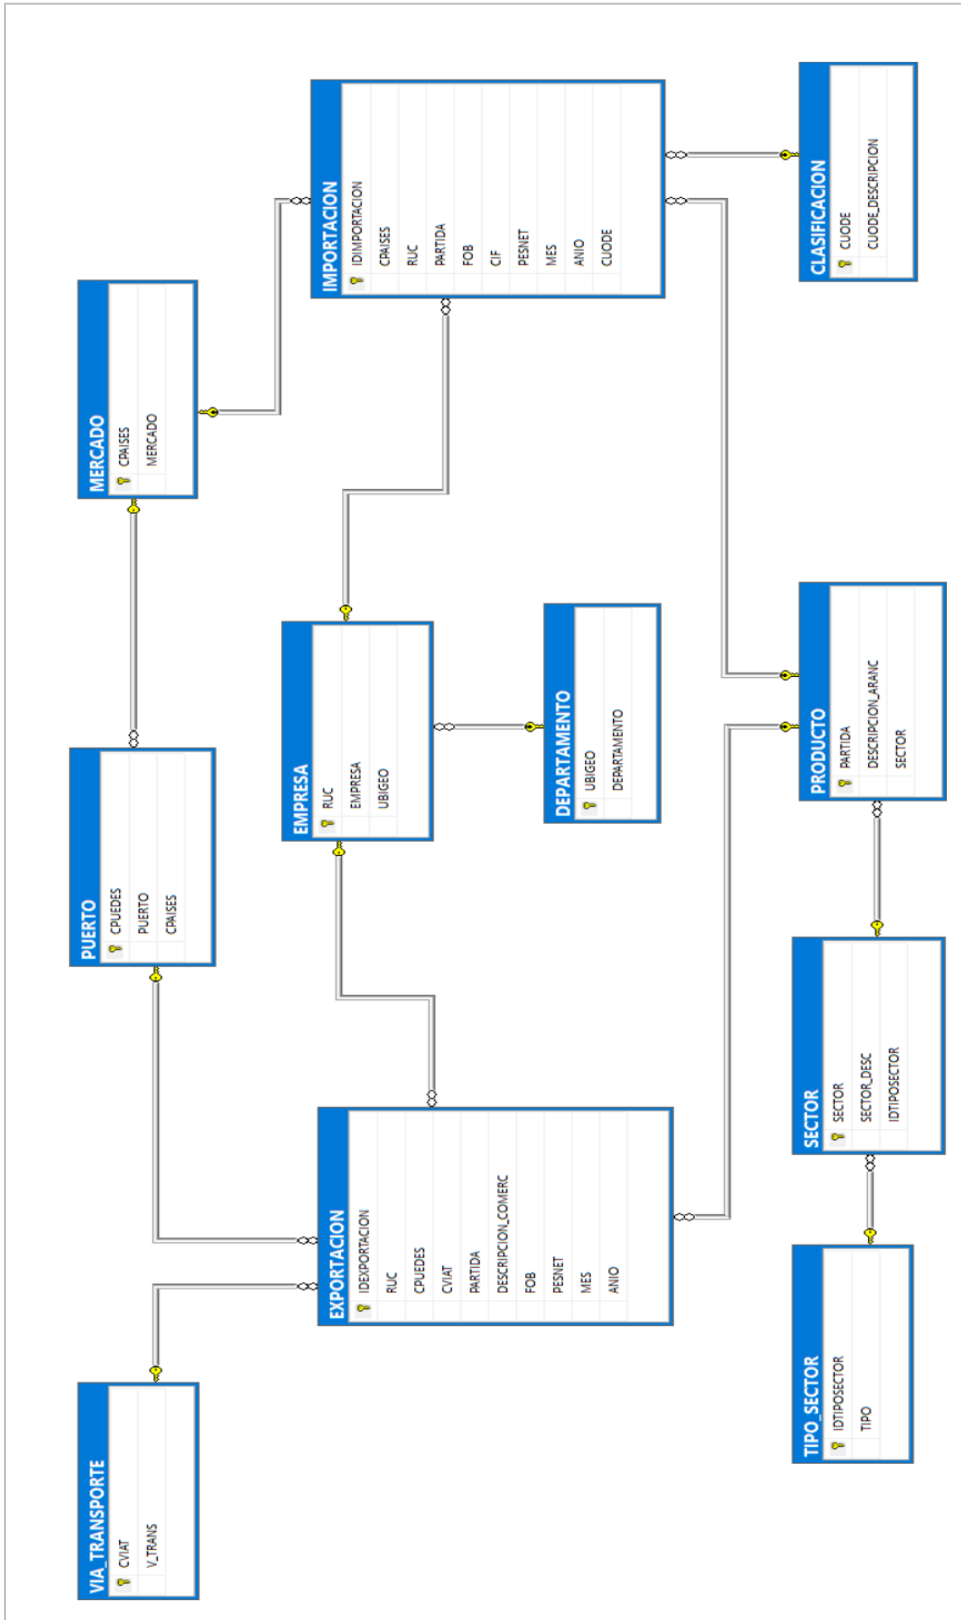 VIA_TRANSPORTE
CVIAT
V_TRANS
PUERTO
CPUEDES
PUERTO
CPAISES
MERCADO
CPAISES
MERCADO
EXPORTACION
IDEXPORTACION
RUC
CPUEDES
CVIAT
PARTIDA
DESCRIPCION_COMERC
FOB
PESNET
MES
ANIO
EMPRESA
RUC
EMPRESA
UBIGEO
IMPORTACION
IDIMPORTACION
CPAISES
RUC
PARTIDA
FOB
CIF
PESNET
MES
ANIO
CUODE
DEPARTAMENTO
UBIGEO
DEPARTAMENTO
TIPO_SECTOR
IDTIPOSECTOR
TIPO
SECTOR
SECTOR
SECTOR_DESC
IDTIPOSECTOR
PRODUCTO
PARTIDA
DESCRIPCION_ARANC
SECTOR
CLASIFICACION
CUODE
CUODE_DESCRIPCION